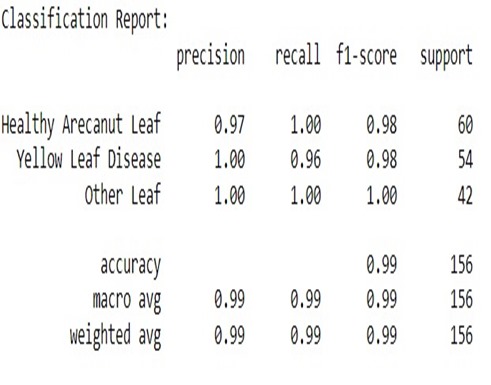 Classification Report:
precision recall f1-score support
Healthy Arecanut Leaf 0.97 1.00 0.98 60
Yellow Leaf Disease 1.00 0.96 0.98 54
Other Leaf 1.00 1.00 1.00 42
accuracy 0.99 156
macro avg 0.99 0.99 0.99 156
weighted avg 0.99 0.99 0.99 156